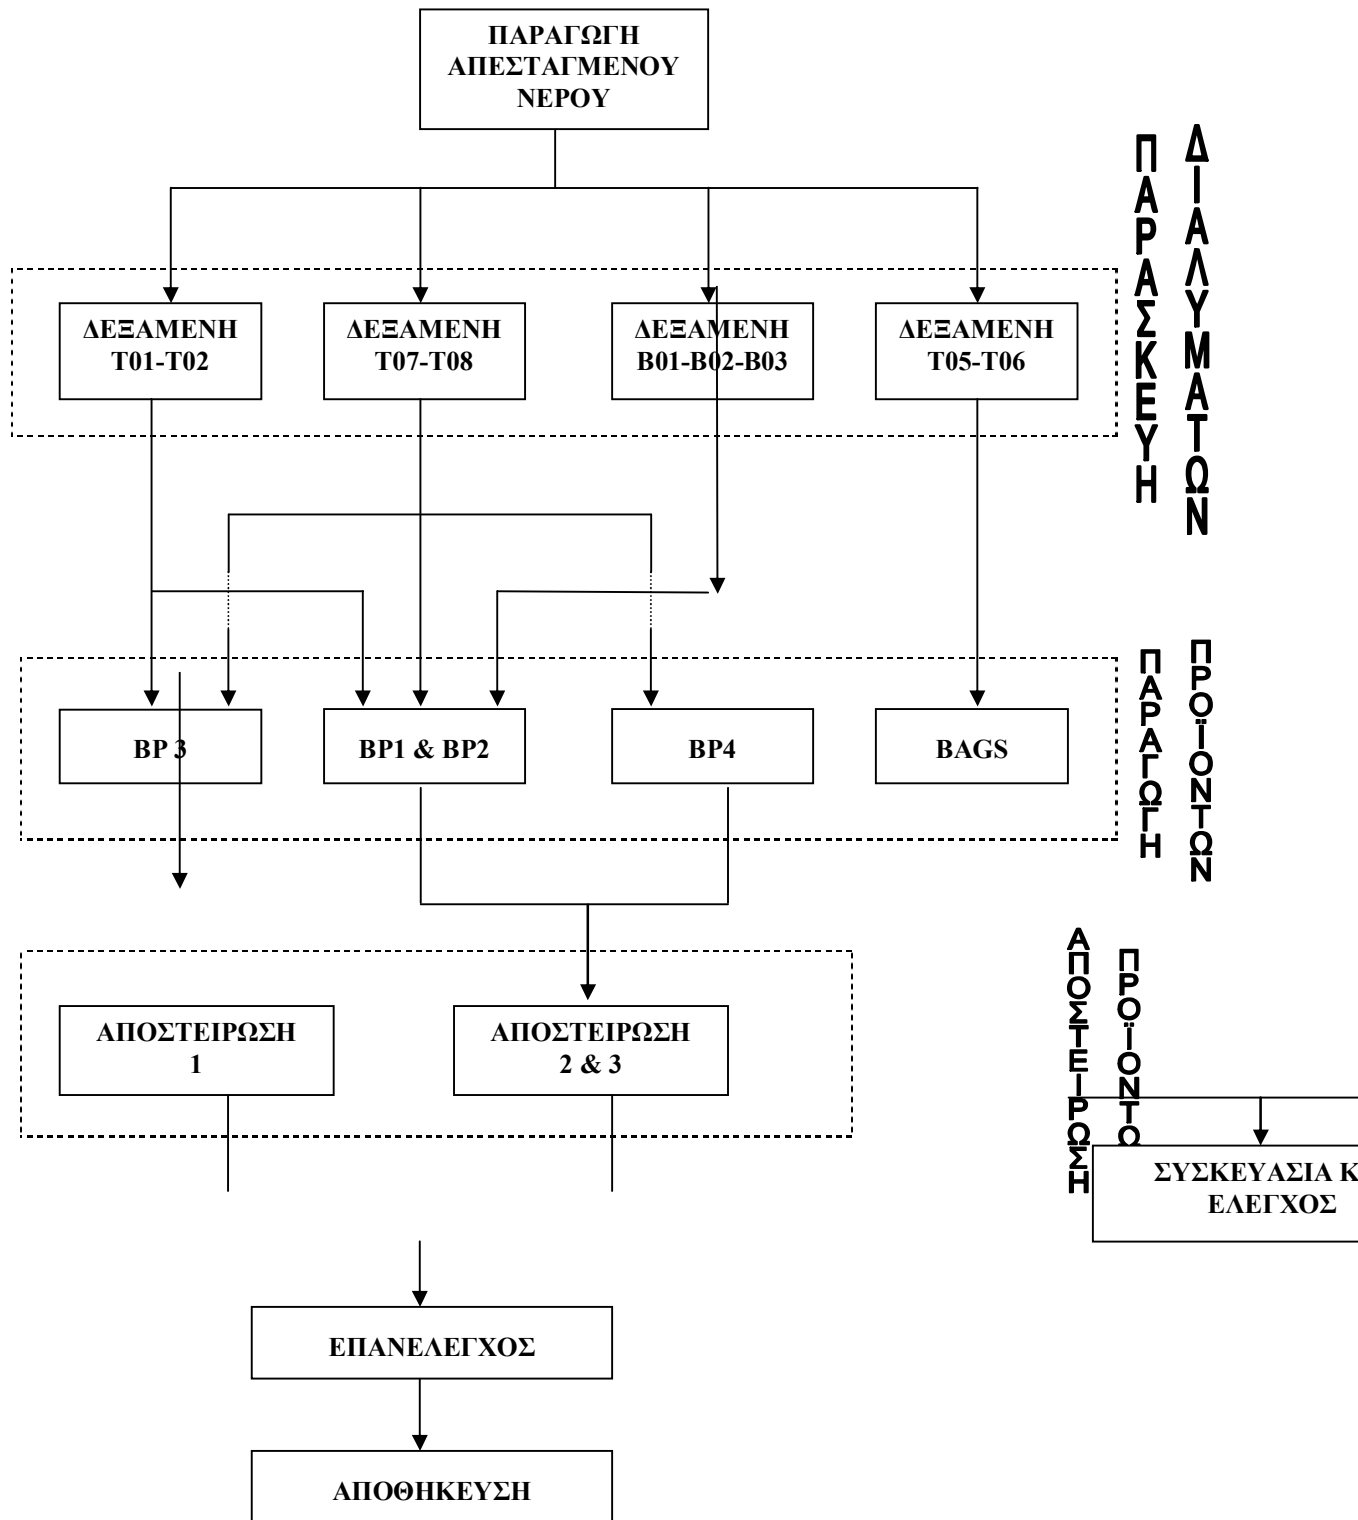 ΠΑΡΑΓΩΓΗ
ΑΠΕΣΤΑΓΜΕΝΟΥ
ΝΕΡΟΥ
ΠΑΡΑΣΚΕΥΗ
ΔΙΑΛΥΜΑΤΩΝ
ΔΕΞΑΜΕΝΗ
Τ01-Τ02
ΔΕΞΑΜΕΝΗ
Τ07-Τ08
ΔΕΞΑΜΕΝΗ
Β01-Β02-Β03
ΔΕΞΑΜΕΝΗ
Τ05-Τ06
ΠΑΡΑΓΩΓΗ
ΠΡΟΪΟΝΤΩΝ
BP 3
BP1 & BP2
BP4
BAGS
ΑΠΟΣΤΕΙΡΩΣΗ
ΠΡΟΪΟΝΤΩ
ΑΠΟΣΤΕΙΡΩΣΗ
1
ΑΠΟΣΤΕΙΡΩΣΗ
2 & 3
ΣΥΣΚΕΥΑΣΙΑ Κ
ΕΛΕΓΧΟΣ
ΕΠΑΝΕΛΕΓΧΟΣ
ΑΠΟΘΗΚΕΥΣΗ